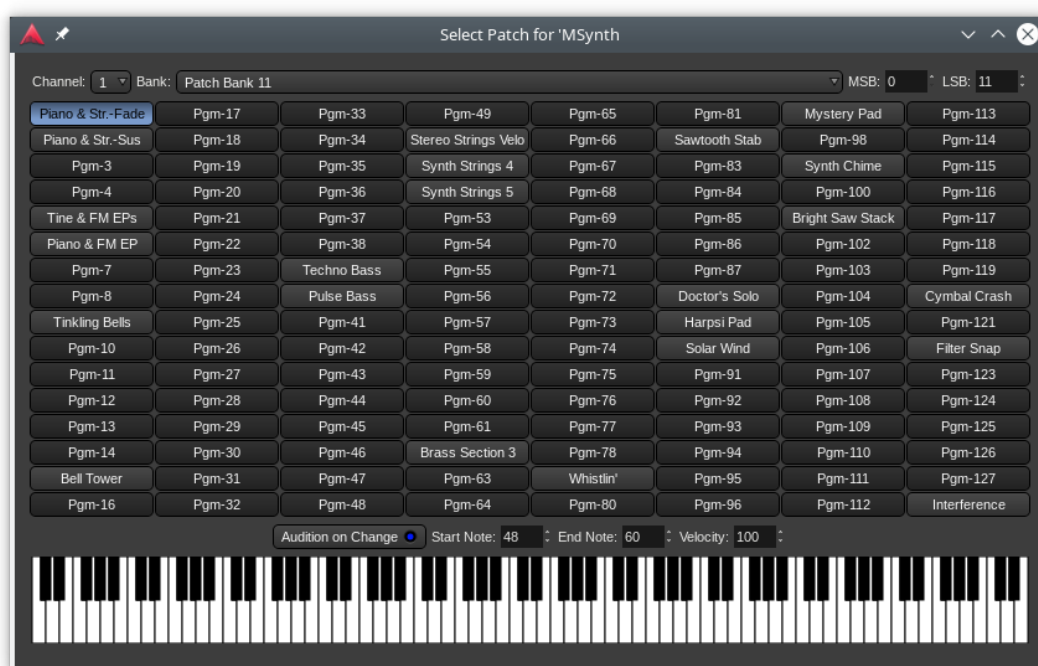 Select Patch for 'MSynth
Channel: 1 Bank: Patch Bank 11 MSB: 0 LSB: 11
Piano & Str.-Fade Pgm-17 Pgm-33 Pgm-49 Pgm-65 Pgm-81 Mystery Pad Pgm-113
Piano & Str.-Sus Pgm-18 Pgm-34 Stereo Strings Velo Pgm-66 Sawtooth Stab Pgm-98 Pgm-114
Pgm-3 Pgm-19 Pgm-35 Synth Strings 4 Pgm-67 Pgm-83 Synth Chime Pgm-115
Pgm-4 Pgm-20 Pgm-36 Synth Strings 5 Pgm-68 Pgm-84 Pgm-100 Pgm-116
Tine & FM EPs Pgm-21 Pgm-37 Pgm-53 Pgm-69 Pgm-85 Bright Saw Stack Pgm-117
Piano & FM EP Pgm-22 Pgm-38 Pgm-54 Pgm-70 Pgm-86 Pgm-102 Pgm-118
Pgm-7 Pgm-23 Techno Bass Pgm-55 Pgm-71 Pgm-87 Pgm-103 Pgm-119
Pgm-8 Pgm-24 Pulse Bass Pgm-56 Pgm-72 Doctor's Solo Pgm-104 Cymbal Crash
Tinkling Bells Pgm-25 Pgm-41 Pgm-57 Pgm-73 Harpsi Pad Pgm-105 Pgm-121
Pgm-10 Pgm-26 Pgm-42 Pgm-58 Pgm-74 Solar Wind Pgm-106 Filter Snap
Pgm-11 Pgm-27 Pgm-43 Pgm-59 Pgm-75 Pgm-91 Pgm-107 Pgm-123
Pgm-12 Pgm-28 Pgm-44 Pgm-60 Pgm-76 Pgm-92 Pgm-108 Pgm-124
Pgm-13 Pgm-29 Pgm-45 Pgm-61 Pgm-77 Pgm-93 Pgm-109 Pgm-125
Pgm-14 Pgm-30 Pgm-46 Brass Section 3 Pgm-78 Pgm-94 Pgm-110 Pgm-126
Bell Tower Pgm-31 Pgm-47 Pgm-63 Whistlin' Pgm-95 Pgm-111 Pgm-127
Pgm-16 Pgm-32 Pgm-48 Pgm-64 Pgm-80 Pgm-96 Pgm-112 Interference
Audition on Change Start Note: 48 End Note: 60 Velocity: 100